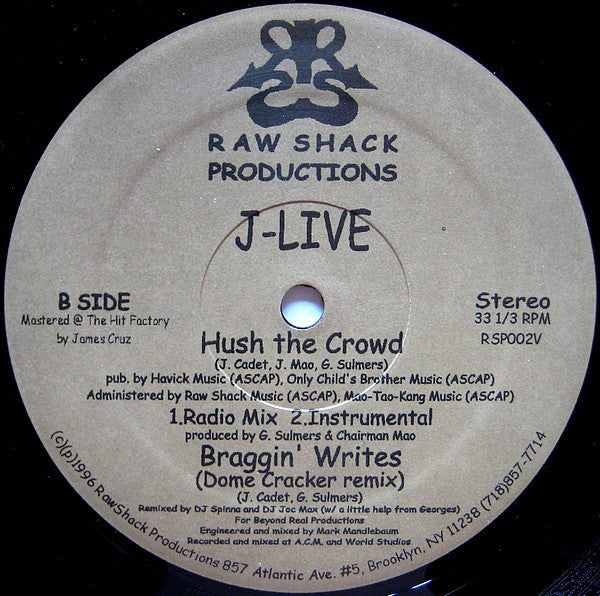 RAW SHACK
PRODUCTIONS
J-LIVE
B SIDE
Mastered @ The Hit Factory
by James Cruz
Stereo
33 1/3 RPM
RSP002V
Hush the Crowd
(J. Cadet, J. Mao, G. Sulmers)
pub. by Havick Music (ASCAP), Only Child's Brother Music (ASCAP)
Administered by Raw Shack Music (ASCAP), Mao-Tao-Kang Music (ASCAP)
1.Radio Mix 2.Instrumental
produced by G. Sulmers & Chairman Mao
Braggin' Writes
(Dome Cracker remix)
(J. Cadet, G. Sulmers)
Remixed by DJ Spinna and DJ Joc Max (w/ a little help from Georges)
For Beyond Real Productions
Engineered and mixed by Mark Mandlebaum
Recorded and mixed at A.C.M. and World Studios
(c)(p)1996 RawShack Productions 857 Atlantic Ave. #5, Brooklyn, NY 11238 (718)857-7714